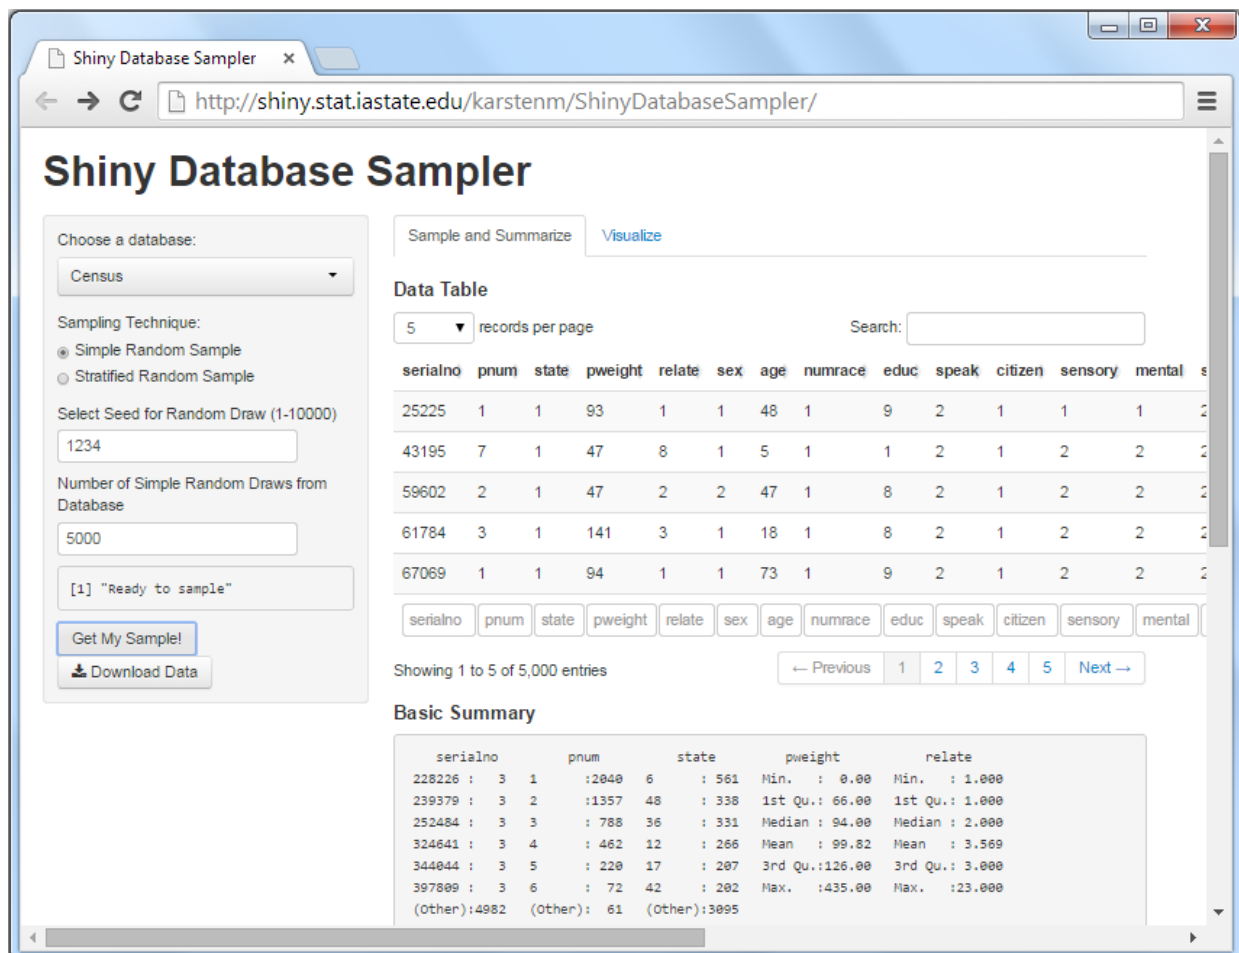 Shiny Database Sampler ×
http://shiny.stat.iastate.edu/karstenm/ShinyDatabaseSampler/
Shiny Database Sampler
Choose a database:
Census
Sampling Technique:
Simple Random Sample
Stratified Random Sample
Select Seed for Random Draw (1-10000)
1234
Number of Simple Random Draws from
Database
5000
[1] "Ready to sample"
Get My Sample!
Download Data
Sample and Summarize Visualize
Data Table
5 records per page Search:
serialno pnum state pweight relate sex age numrace educ speak citizen sensory mental s
25225 1 1 93 1 1 48 1 9 2 1 1 1 2
43195 7 1 47 8 1 5 1 1 2 1 2 2 2
59602 2 1 47 2 2 47 1 8 2 1 2 2 2
61784 3 1 141 3 1 18 1 8 2 1 2 2 2
67069 1 1 94 1 1 73 1 9 2 1 2 2 2
serialno pnum state pweight relate sex age numrace educ speak citizen sensory mental
Showing 1 to 5 of 5,000 entries ← Previous 1 2 3 4 5 Next →
Basic Summary
serialno pnum state pweight relate
228226 : 3 1 :2040 6 : 561 Min. : 0.00 Min. : 1.000
239379 : 3 2 :1357 48 : 338 1st Qu.: 66.00 1st Qu.: 1.000
252484 : 3 3 : 788 36 : 331 Median : 94.00 Median : 2.000
324641 : 3 4 : 462 12 : 266 Mean : 99.82 Mean : 3.569
344044 : 3 5 : 220 17 : 207 3rd Qu.:126.00 3rd Qu.: 3.000
397809 : 3 6 : 72 42 : 202 Max. :435.00 Max. :23.000
(Other):4982 (Other): 61 (Other):3095